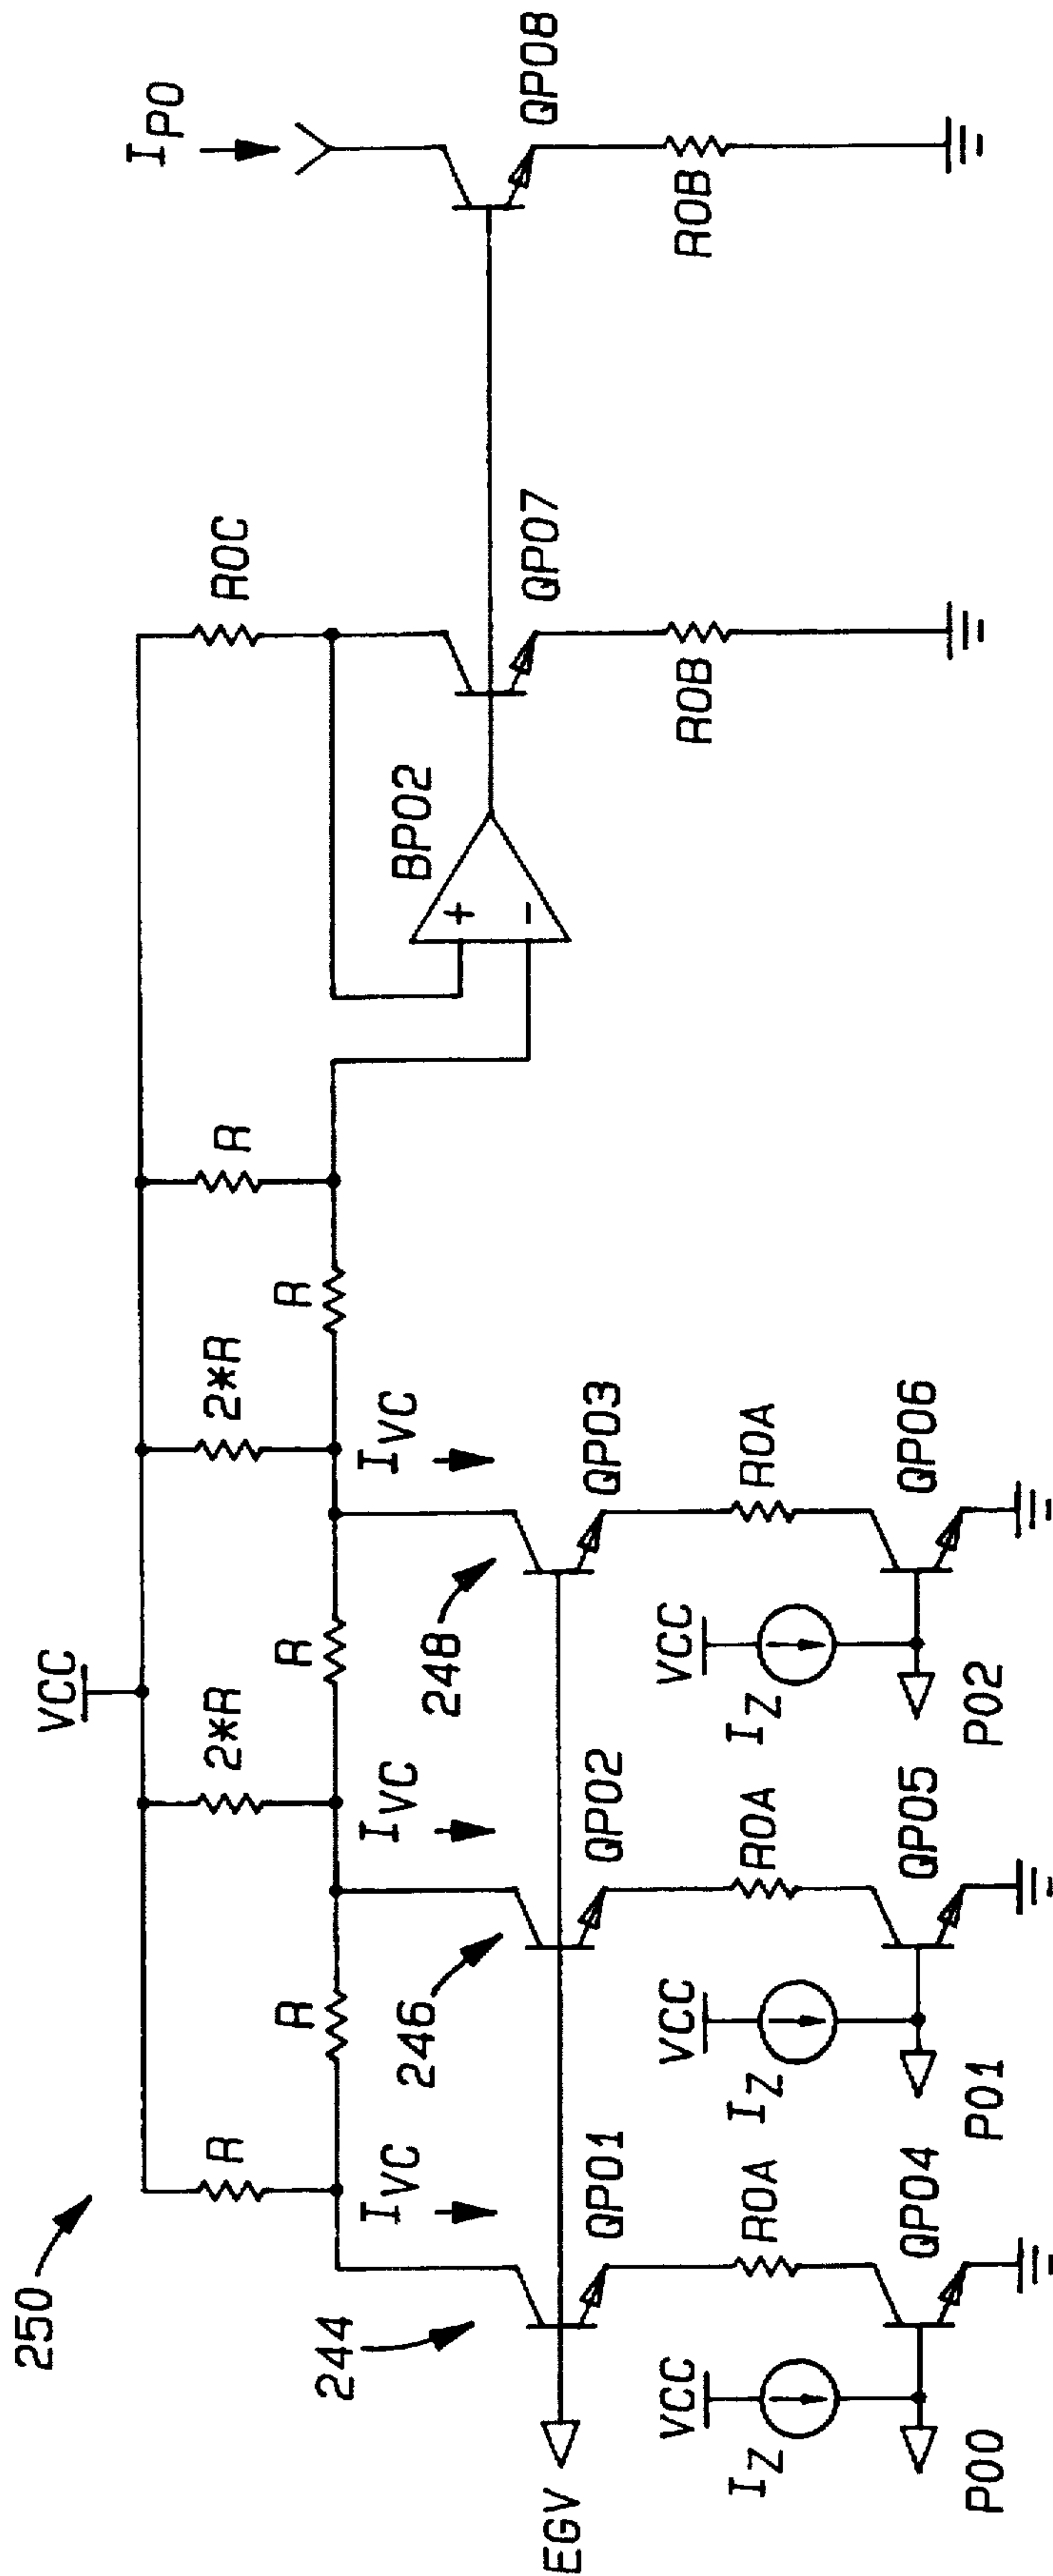 250
VCC
R
2*R
2*R
R
ROC
I_PO
R
R
R
I_VC
I_VC
I_VC
244
246
248
BP02
+
-
EGV
QP01
QP02
QP03
QP07
QP08
VCC
VCC
VCC
I_Z
I_Z
I_Z
ROA
ROA
ROA
ROB
ROB
P00
P01
P02
QP04
QP05
QP06